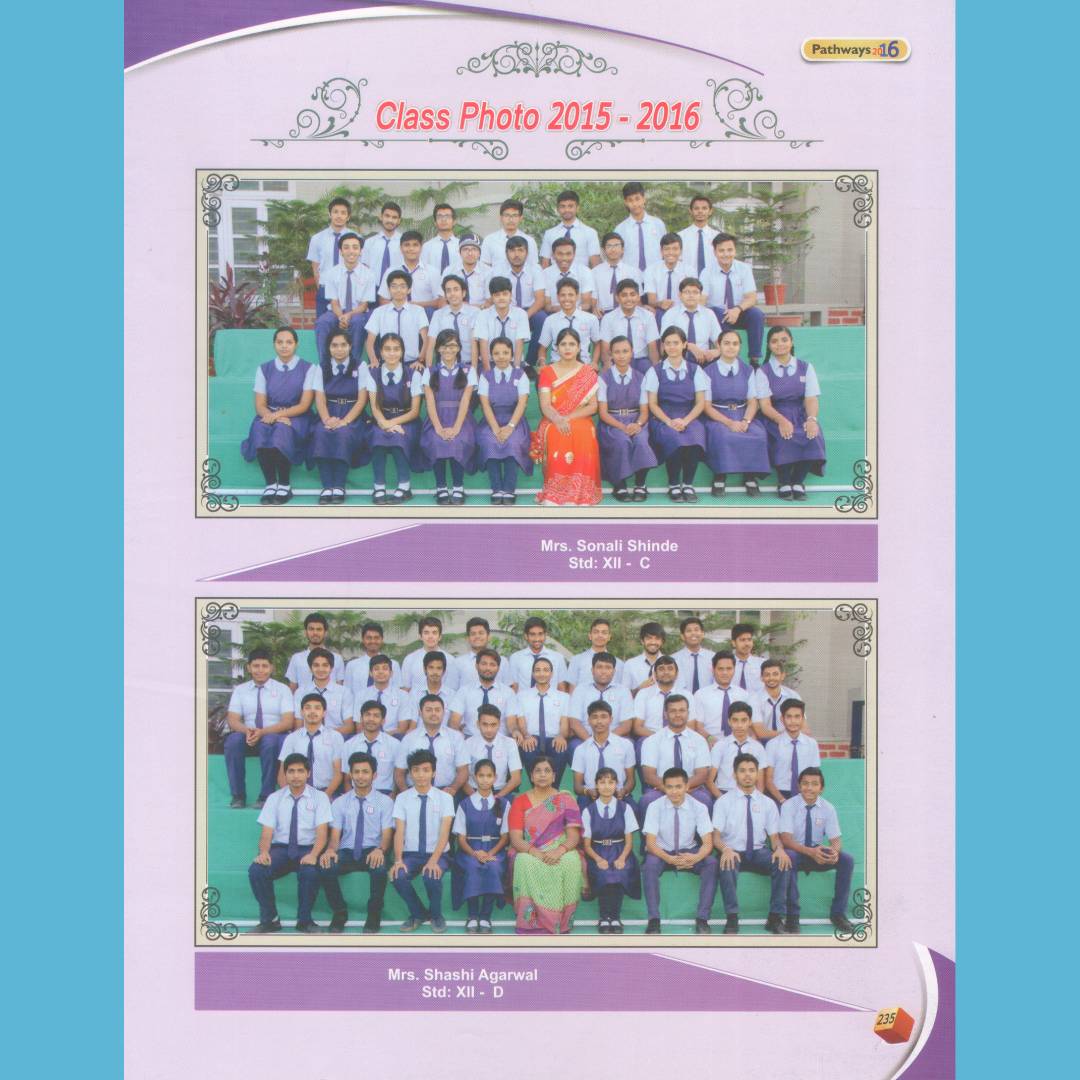 Pathways 2016
Class Photo 2015 - 2016
Mrs. Sonali Shinde
Std: XII - C
Mrs. Shashi Agarwal
Std: XII - D
235